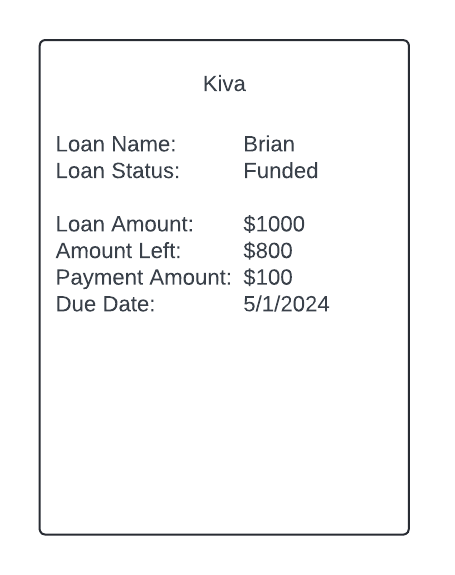 Kiva
Loan Name: Brian
Loan Status: Funded
Loan Amount: $1000
Amount Left: $800
Payment Amount: $100
Due Date: 5/1/2024